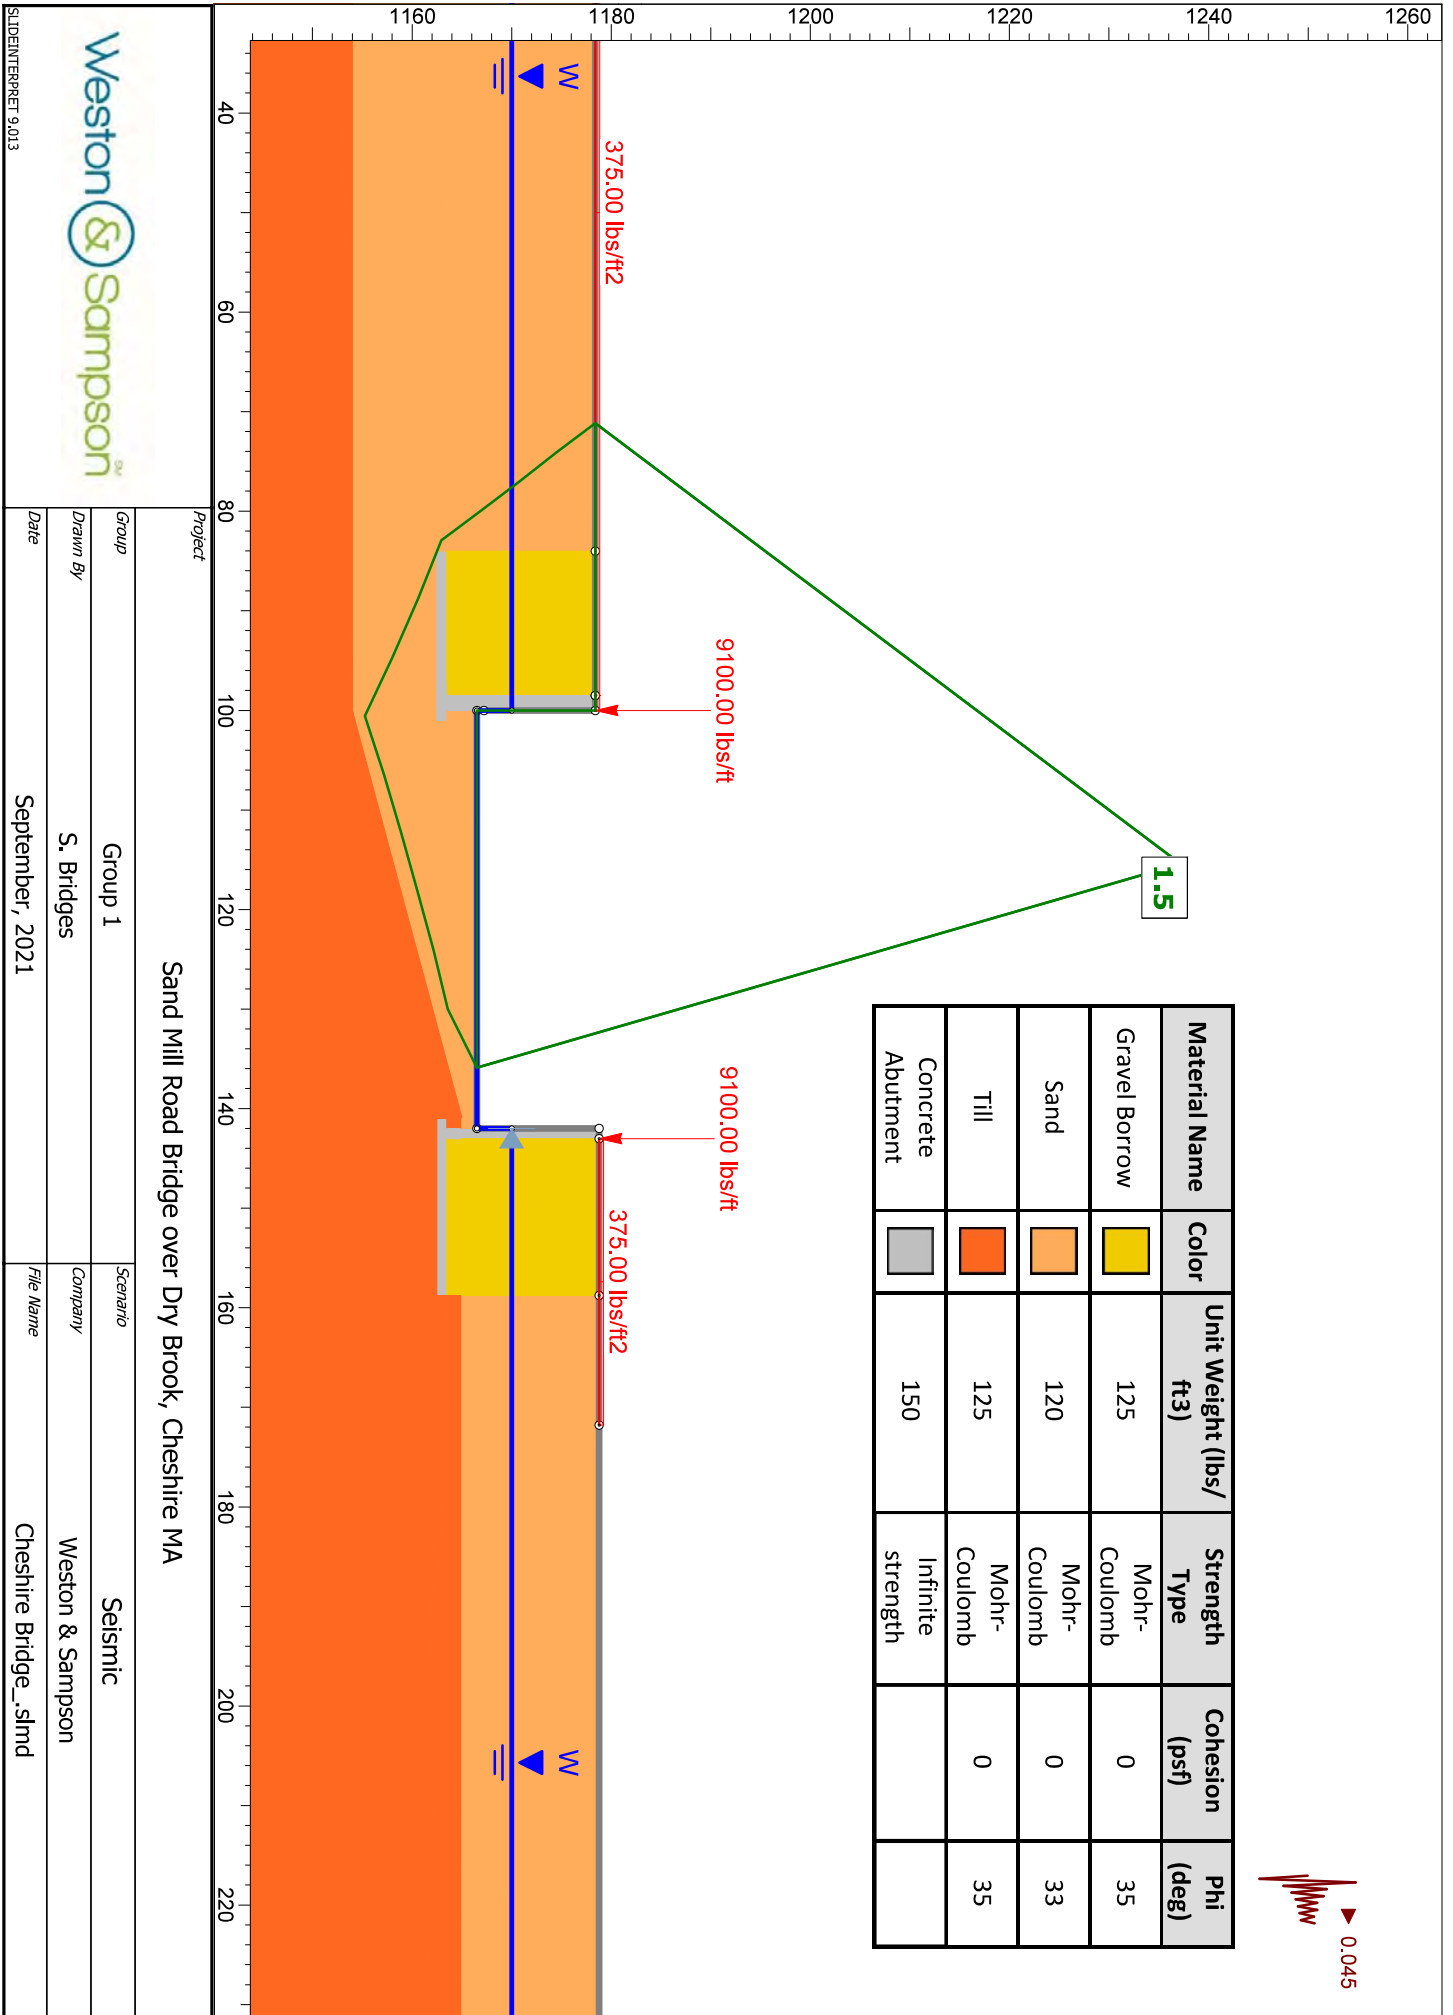 0.045
1.5
Material Name
Color
Unit Weight (lbs/
ft3)
Strength
Type
Cohesion
(psf)
Phi
(deg)
Gravel Borrow
125
Mohr-
Coulomb
0
35
Sand
120
Mohr-
Coulomb
0
33
Till
125
Mohr-
Coulomb
0
35
Concrete
Abutment
150
Infinite
strength
9100.00 lbs/ft
9100.00 lbs/ft
375.00 lbs/ft2
375.00 lbs/ft2
W
W
1260
1240
1220
1200
1180
1160
40
60
80
100
120
140
160
180
200
220
Weston & Sampson
SM
Project
Sand Mill Road Bridge over Dry Brook, Cheshire MA
Group
Group 1
Scenario
Seismic
Drawn By
S. Bridges
Company
Weston & Sampson
Date
September, 2021
File Name
Cheshire Bridge_.slmd
SLIDEINTERPRET 9.013